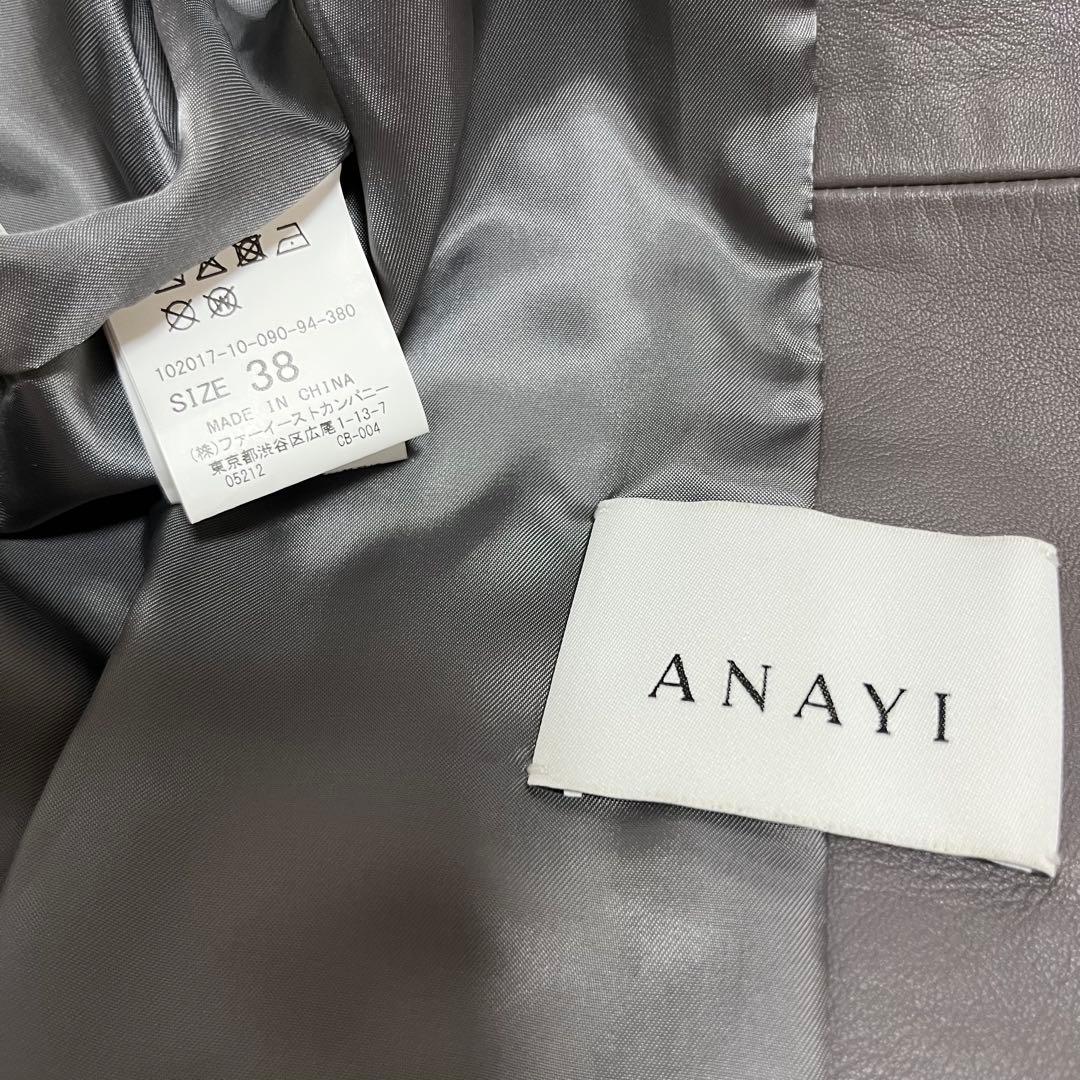 102017-10-090-94-380
SIZE 38
MADE IN CHINA
(株)ファーイーストカンパニー
東京都渋谷区広尾1-13-7
05212 CB-004
ANAYI